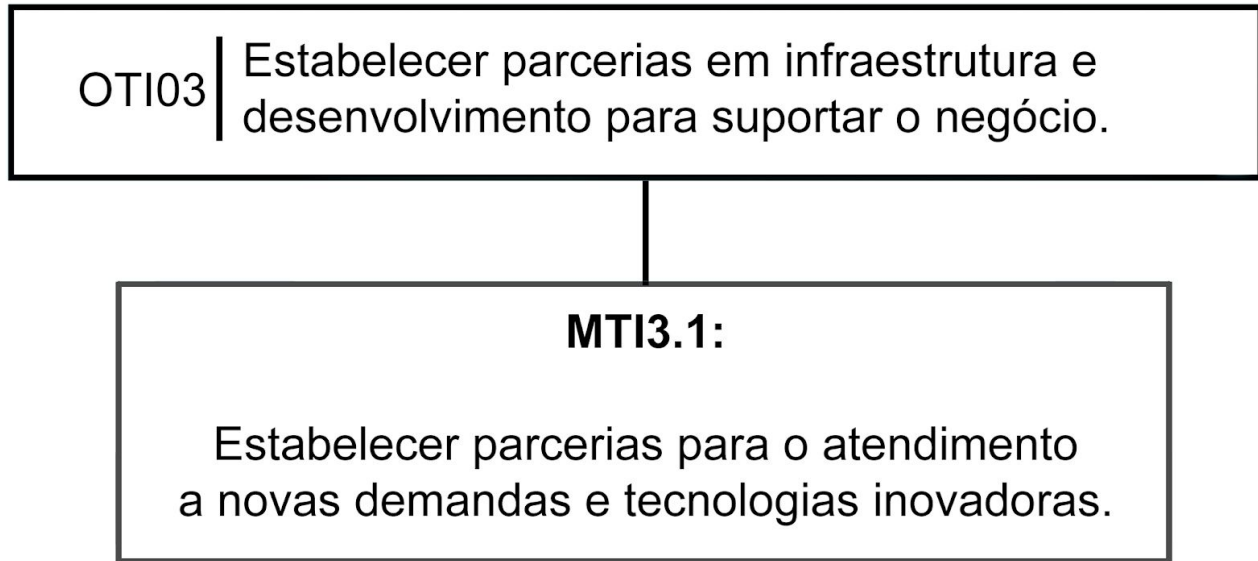 OTI03 Estabelecer parcerias em infraestrutura e
desenvolvimento para suportar o negócio.
MTI3.1:
Estabelecer parcerias para o atendimento
a novas demandas e tecnologias inovadoras.